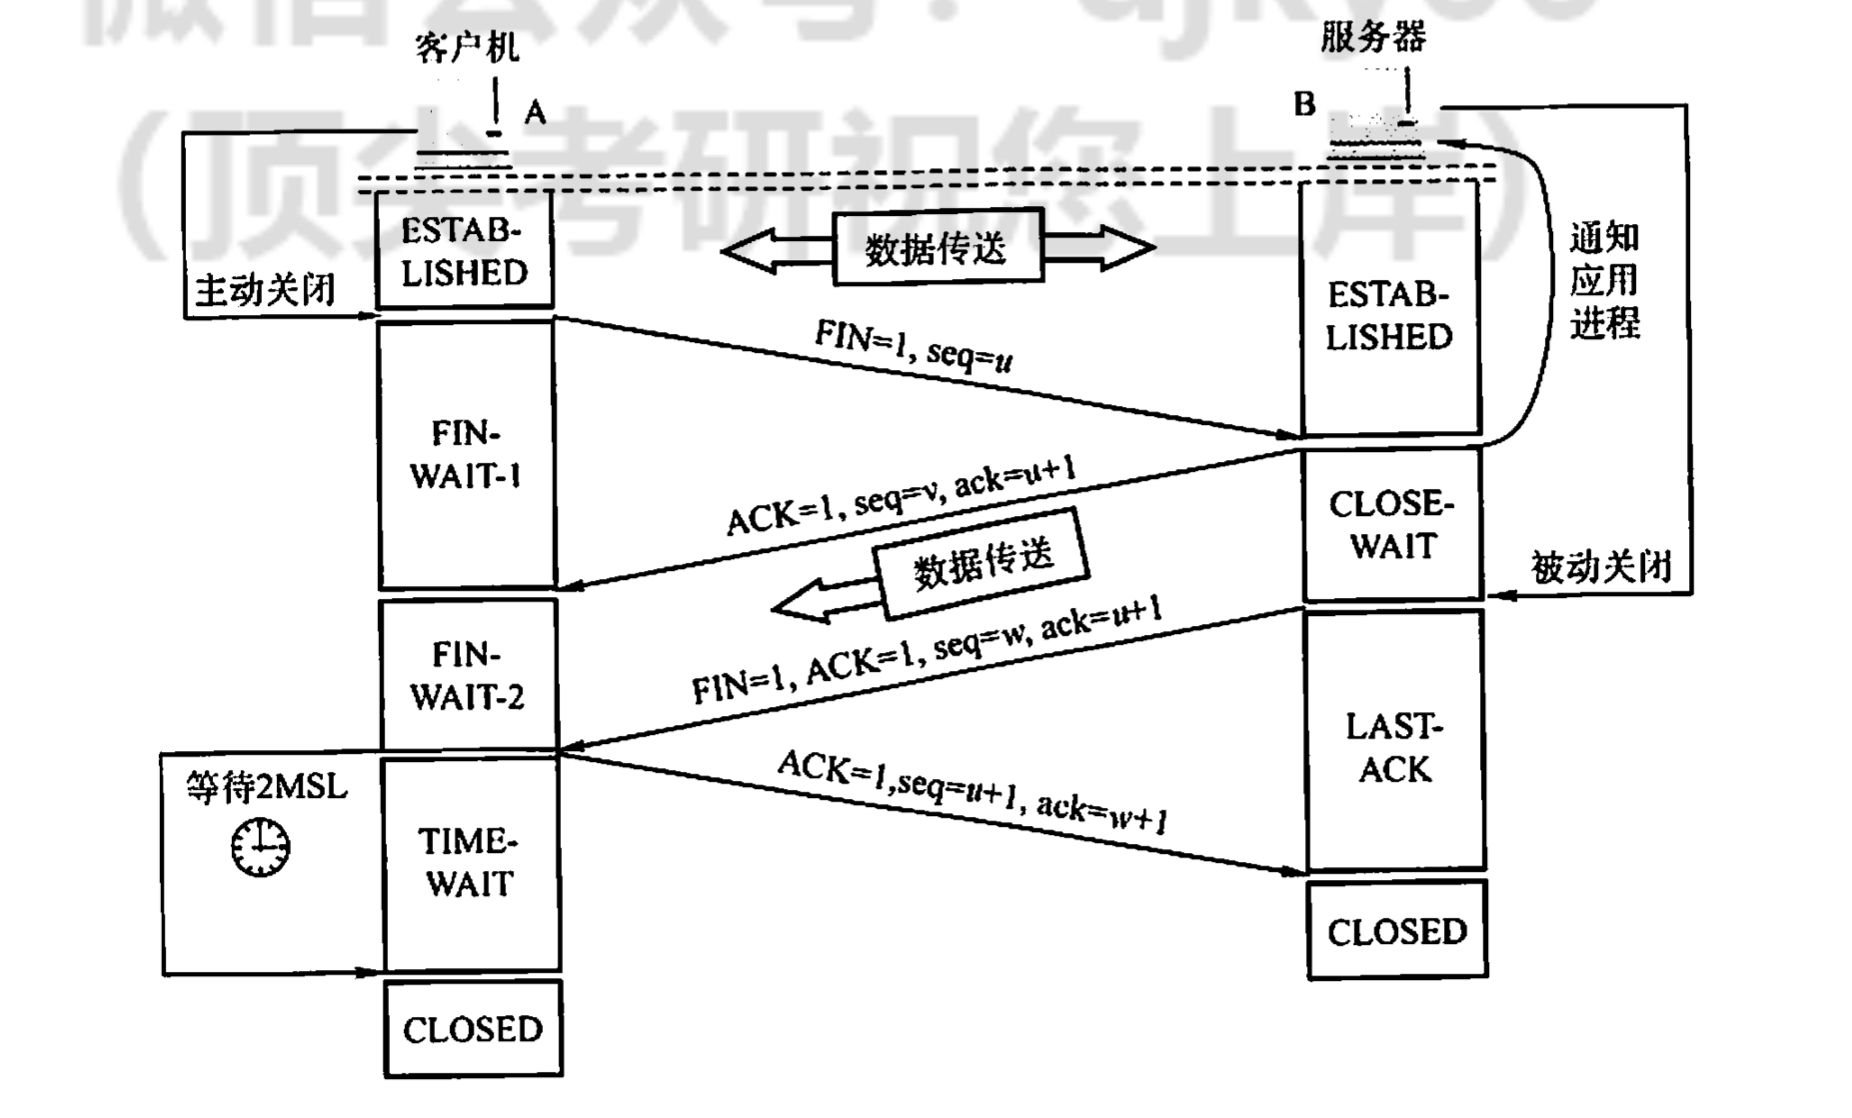 微信公众号：djky66
（顶尖考研祝您上岸）
客户机
服务器
A
B
ESTAB-
LISHED
数据传送
ESTAB-
LISHED
通知
应用
进程
主动关闭
FIN=1, seq=u
FIN-
WAIT-1
ACK=1, seq=v, ack=u+1
CLOSE-
WAIT
数据传送
被动关闭
FIN-
WAIT-2
FIN=1, ACK=1, seq=w, ack=u+1
LAST-
ACK
等待2MSL
ACK=1,seq=u+1, ack=w+1
TIME-
WAIT
CLOSED
CLOSED